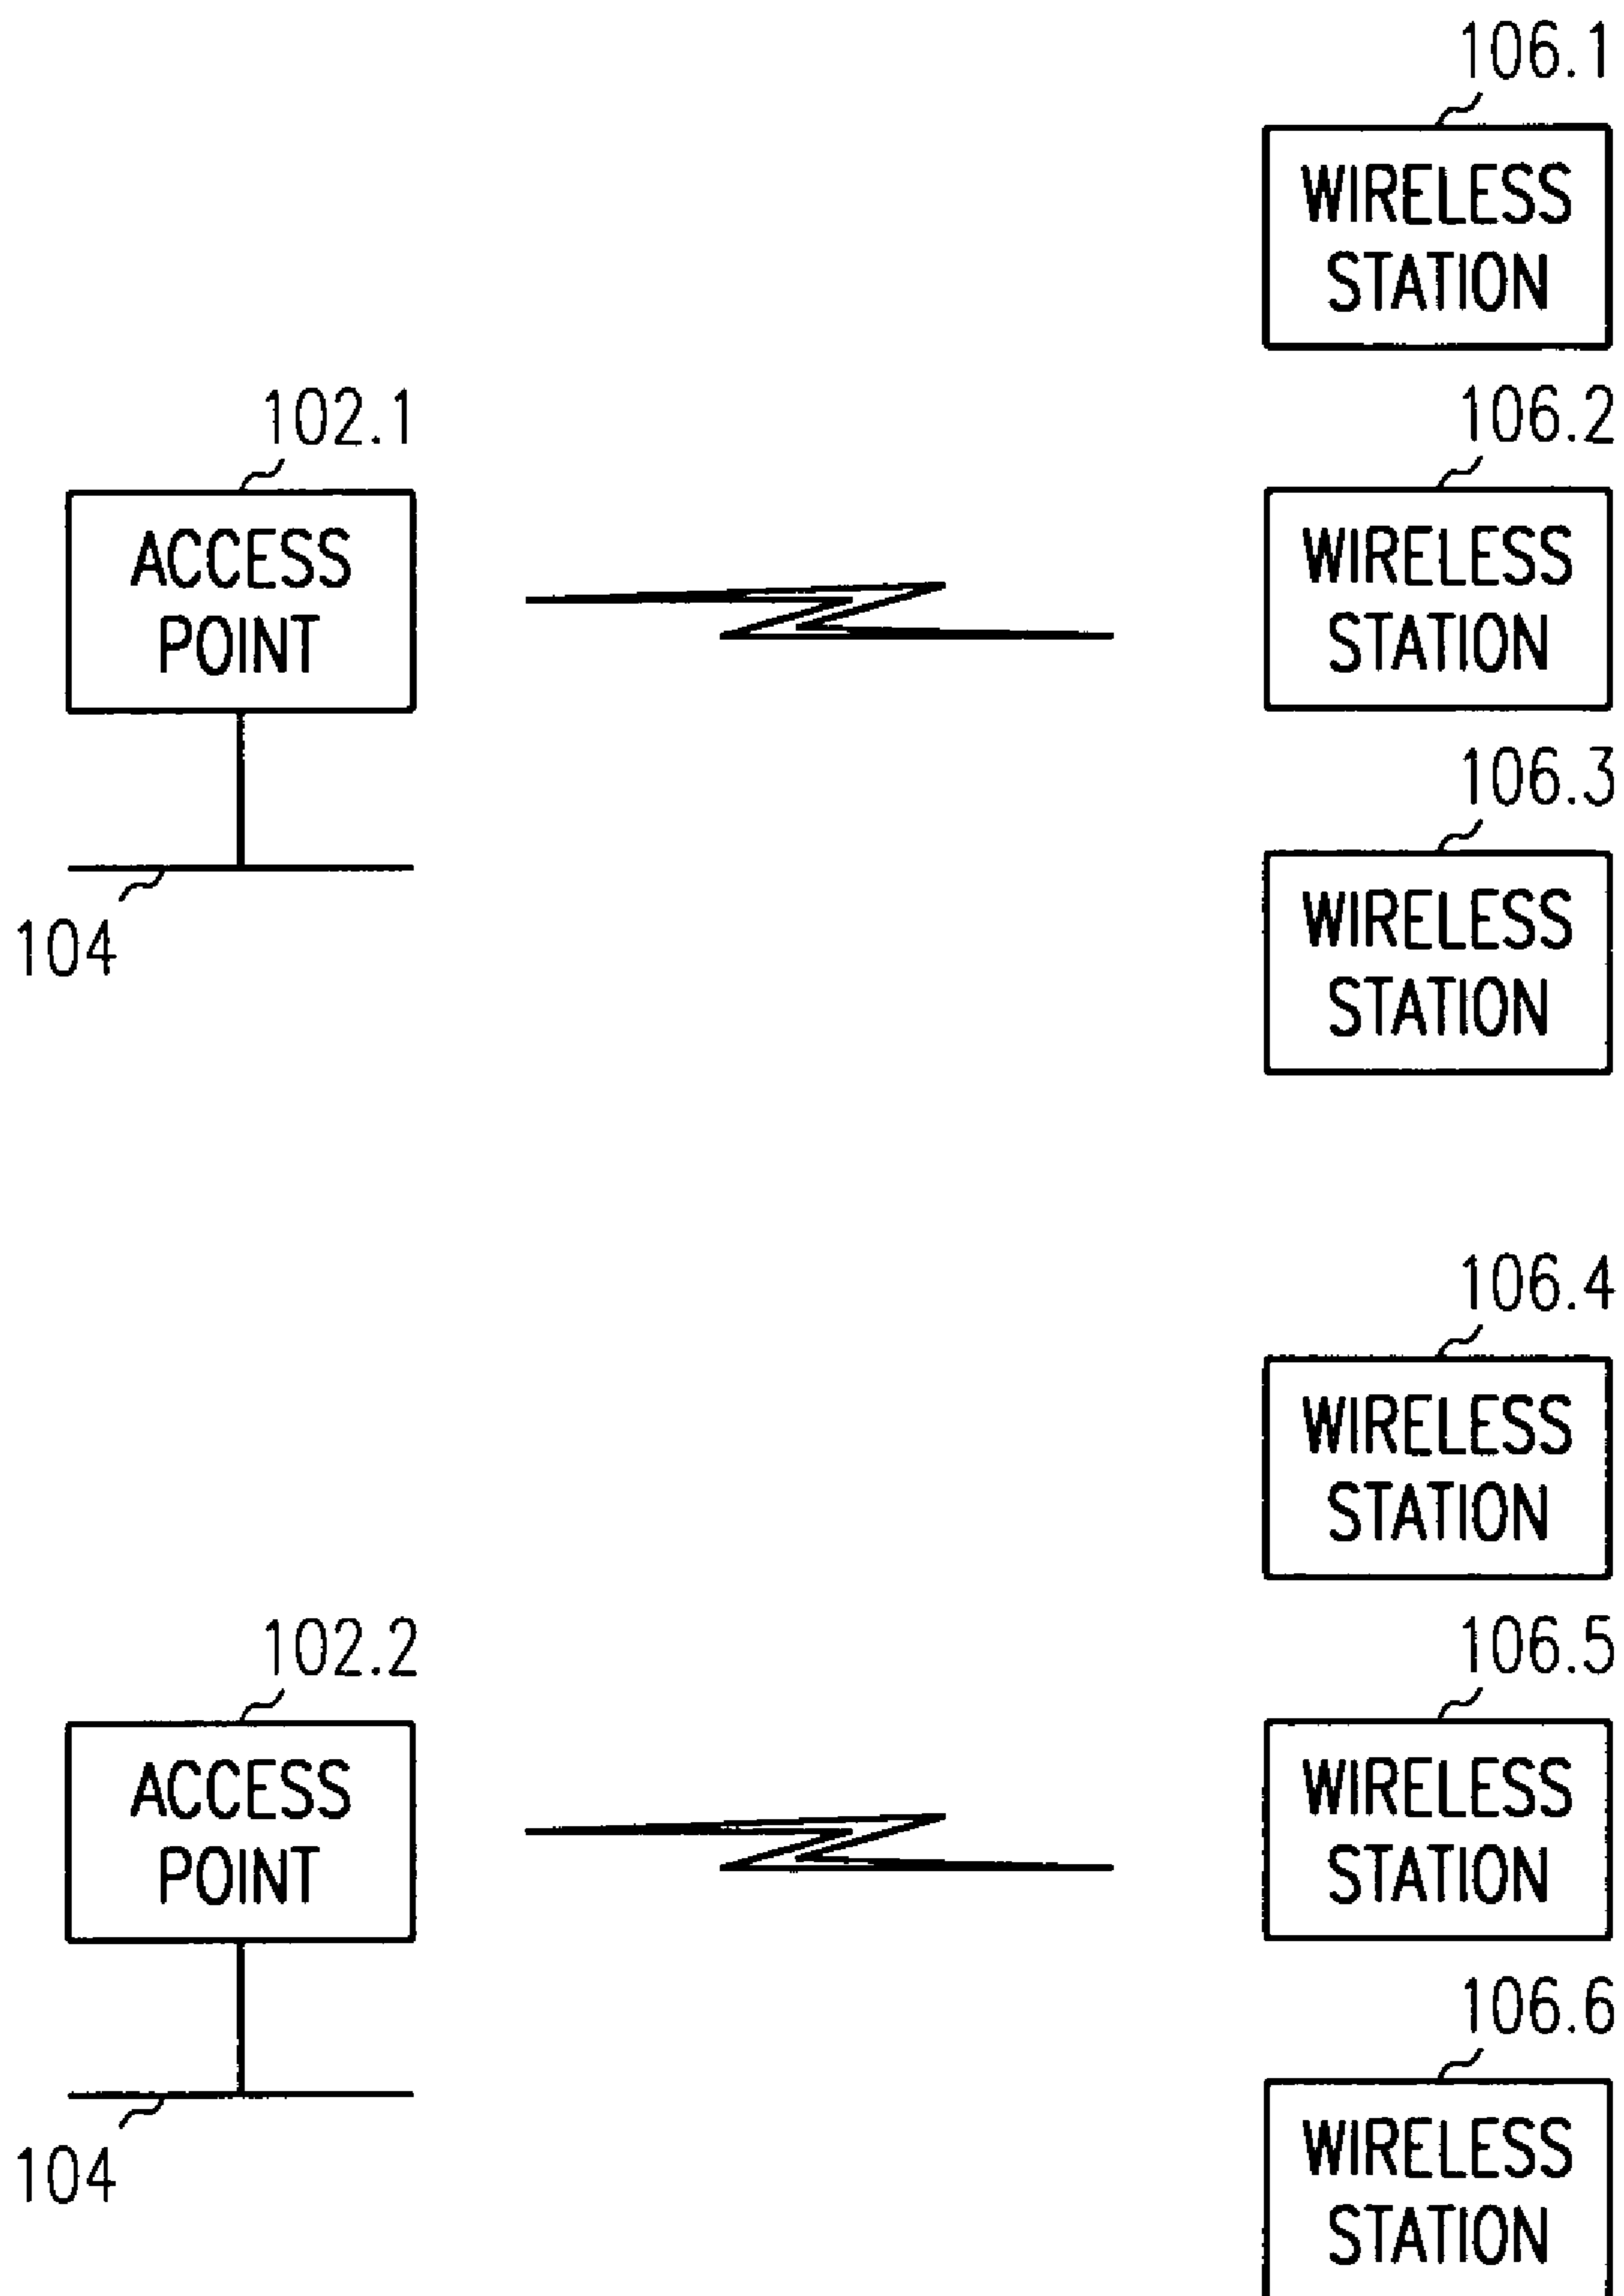 106.1
WIRELESS
STATION
102.1
106.2
ACCESS
POINT
WIRELESS
STATION
106.3
104
WIRELESS
STATION
106.4
WIRELESS
STATION
102.2
106.5
ACCESS
POINT
WIRELESS
STATION
106.6
104
WIRELESS
STATION